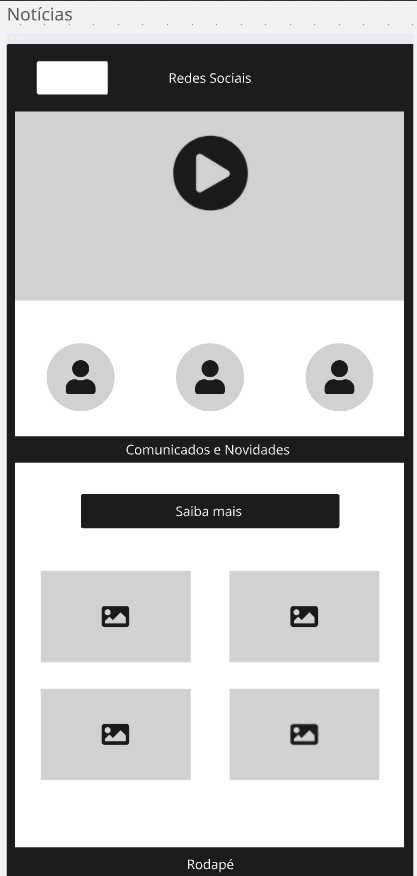 Notícias
Redes Sociais
Comunicados e Novidades
Saiba mais
Rodapé